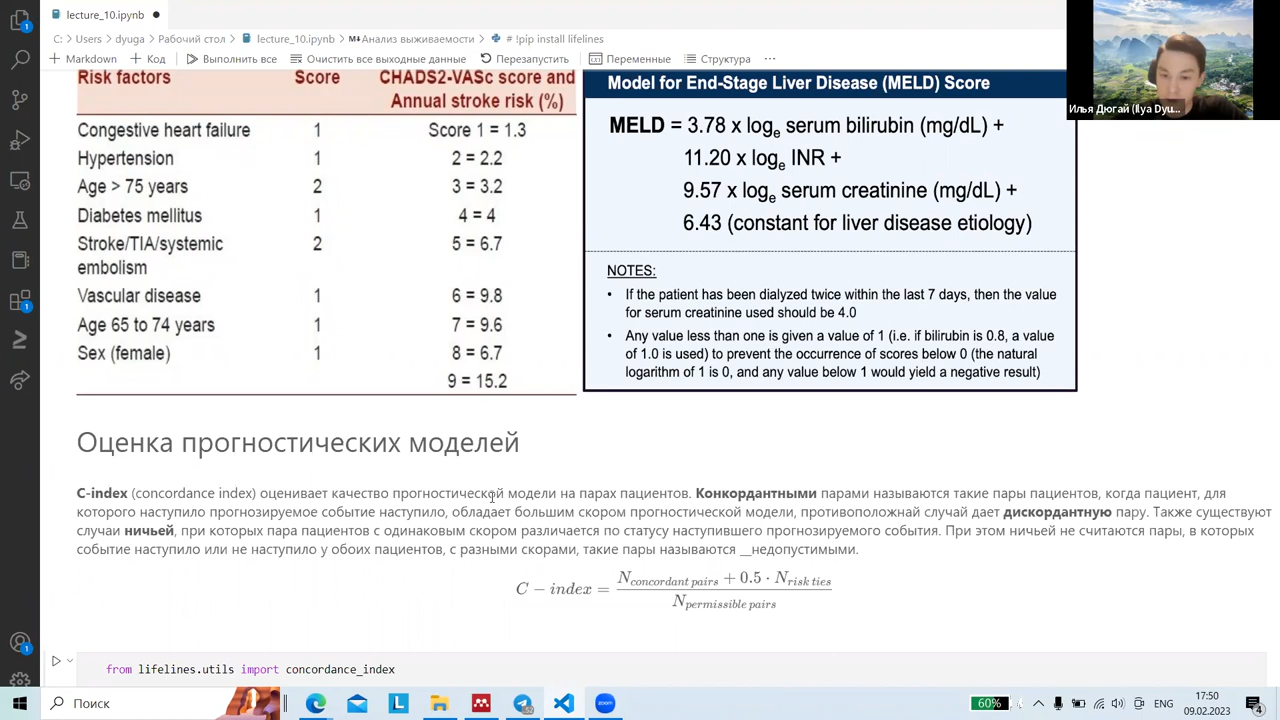 lecture_10.ipynb
C: > Users > dyuga > Рабочий стол > lecture_10.ipynb > Анализ выживаемости > # !pip install lifelines
+ Markdown + Код Выполнить все Очистить все выходные данные Перезапустить Переменные Структура ...
Risk factors Score CHADS2-VASc score and
Annual stroke risk (%)
Congestive heart failure 1 Score 1 = 1.3
Hypertension 1 2 = 2.2
Age > 75 years 2 3 = 3.2
Diabetes mellitus 1 4 = 4
Stroke/TIA/systemic 2 5 = 6.7
embolism
Vascular disease 1 6 = 9.8
Age 65 to 74 years 1 7 = 9.6
Sex (female) 1 8 = 6.7
9 = 15.2
Model for End-Stage Liver Disease (MELD) Score
MELD = 3.78 x loge serum bilirubin (mg/dL) +
11.20 x loge INR +
9.57 x loge serum creatinine (mg/dL) +
6.43 (constant for liver disease etiology)
NOTES:
• If the patient has been dialyzed twice within the last 7 days, then the value
for serum creatinine used should be 4.0
• Any value less than one is given a value of 1 (i.e. if bilirubin is 0.8, a value
of 1.0 is used) to prevent the occurrence of scores below 0 (the natural
logarithm of 1 is 0, and any value below 1 would yield a negative result)
Илья Дюгай (Ilya Dyu...
Оценка прогностических моделей
C-index (concordance index) оценивает качество прогностической модели на парах пациентов. Конкордантными парами называются такие пары пациентов, когда пациент, для
которого наступило прогнозируемое событие наступило, обладает большим скором прогностической модели, противоположнай случай дает дискордантную пару. Также существуют
случаи ничьей, при которых пара пациентов с одинаковым скором различается по статусу наступившего прогнозируемого события. При этом ничьей не считаются пары, в которых
событие наступило или не наступило у обоих пациентов, с разными скорами, такие пары называются __недопустимыми.
C − index = (N concordant pairs + 0.5 · N risk ties) / N permissible pairs
from lifelines.utils import concordance_index
Поиск
60%
ENG
17:50
09.02.2023
4